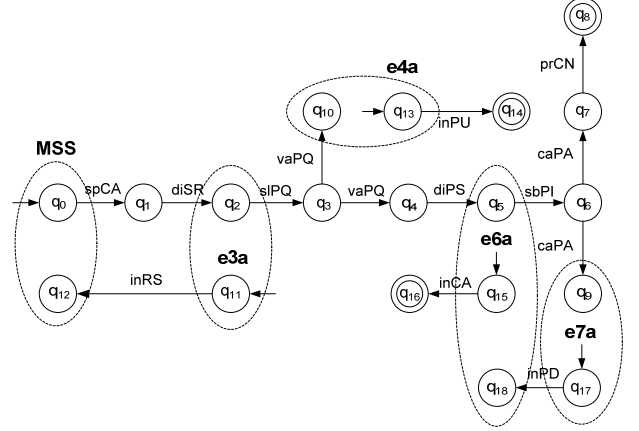 q8
prCN
e4a
q10
q13
inPU
q14
q7
MSS
vaPQ
caPA
q0
spCA
q1
diSR
q2
slPQ
q3
vaPQ
q4
diPS
q5
sbPI
q6
e3a
e6a
caPA
q12
inRS
q11
q16
inCA
q15
q9
e7a
q18
inPD
q17